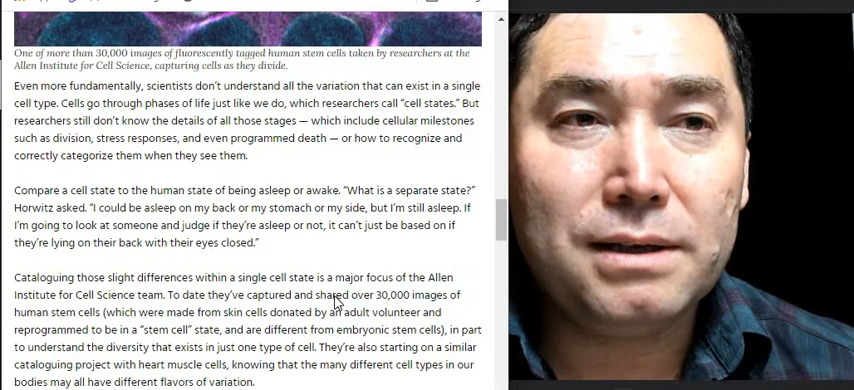 One of more than 30,000 images of fluorescently tagged human stem cells taken by researchers at the
Allen Institute for Cell Science, capturing cells as they divide.
Even more fundamentally, scientists don't understand all the variation that can exist in a single
cell type. Cells go through phases of life just like we do, which researchers call “cell states.” But
researchers still don't know the details of all those stages — which include cellular milestones
such as division, stress responses, and even programmed death — or how to recognize and
correctly categorize them when they see them.
Compare a cell state to the human state of being asleep or awake. “What is a separate state?”
Horwitz asked. “I could be asleep on my back or my stomach or my side, but I'm still asleep. If
I'm going to look at someone and judge if they're asleep or not, it can't just be based on if
they're lying on their back with their eyes closed.”
Cataloguing those slight differences within a single cell state is a major focus of the Allen
Institute for Cell Science team. To date they've captured and shared over 30,000 images of
human stem cells (which were made from skin cells donated by an adult volunteer and
reprogrammed to be in a “stem cell” state, and are different from embryonic stem cells), in part
to understand the diversity that exists in just one type of cell. They're also starting on a similar
cataloguing project with heart muscle cells, knowing that the many different cell types in our
bodies may all have different flavors of variation.